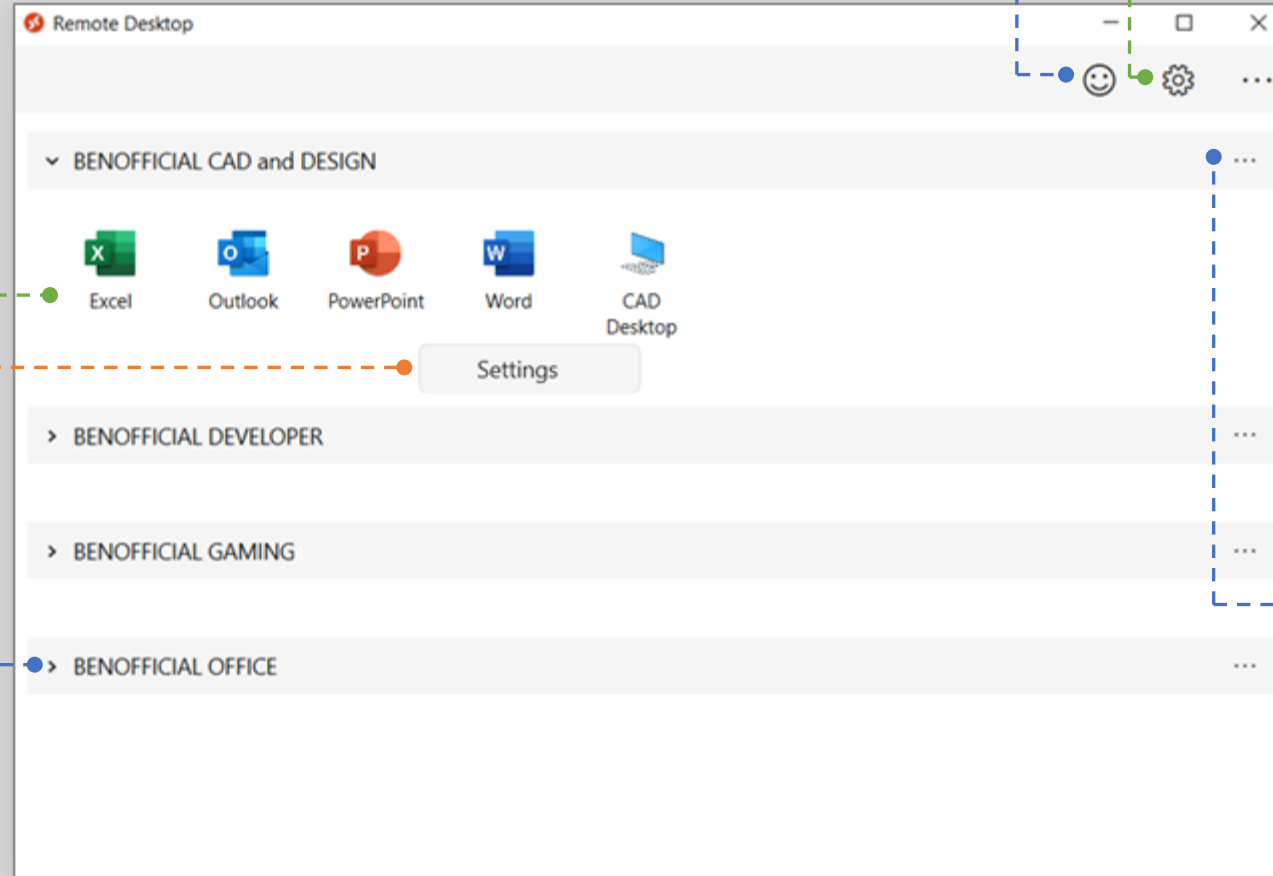 Remote Desktop
BENOFFICIAL CAD and DESIGN
Excel
Outlook
PowerPoint
Word
CAD
Desktop
Settings
BENOFFICIAL DEVELOPER
BENOFFICIAL GAMING
BENOFFICIAL OFFICE